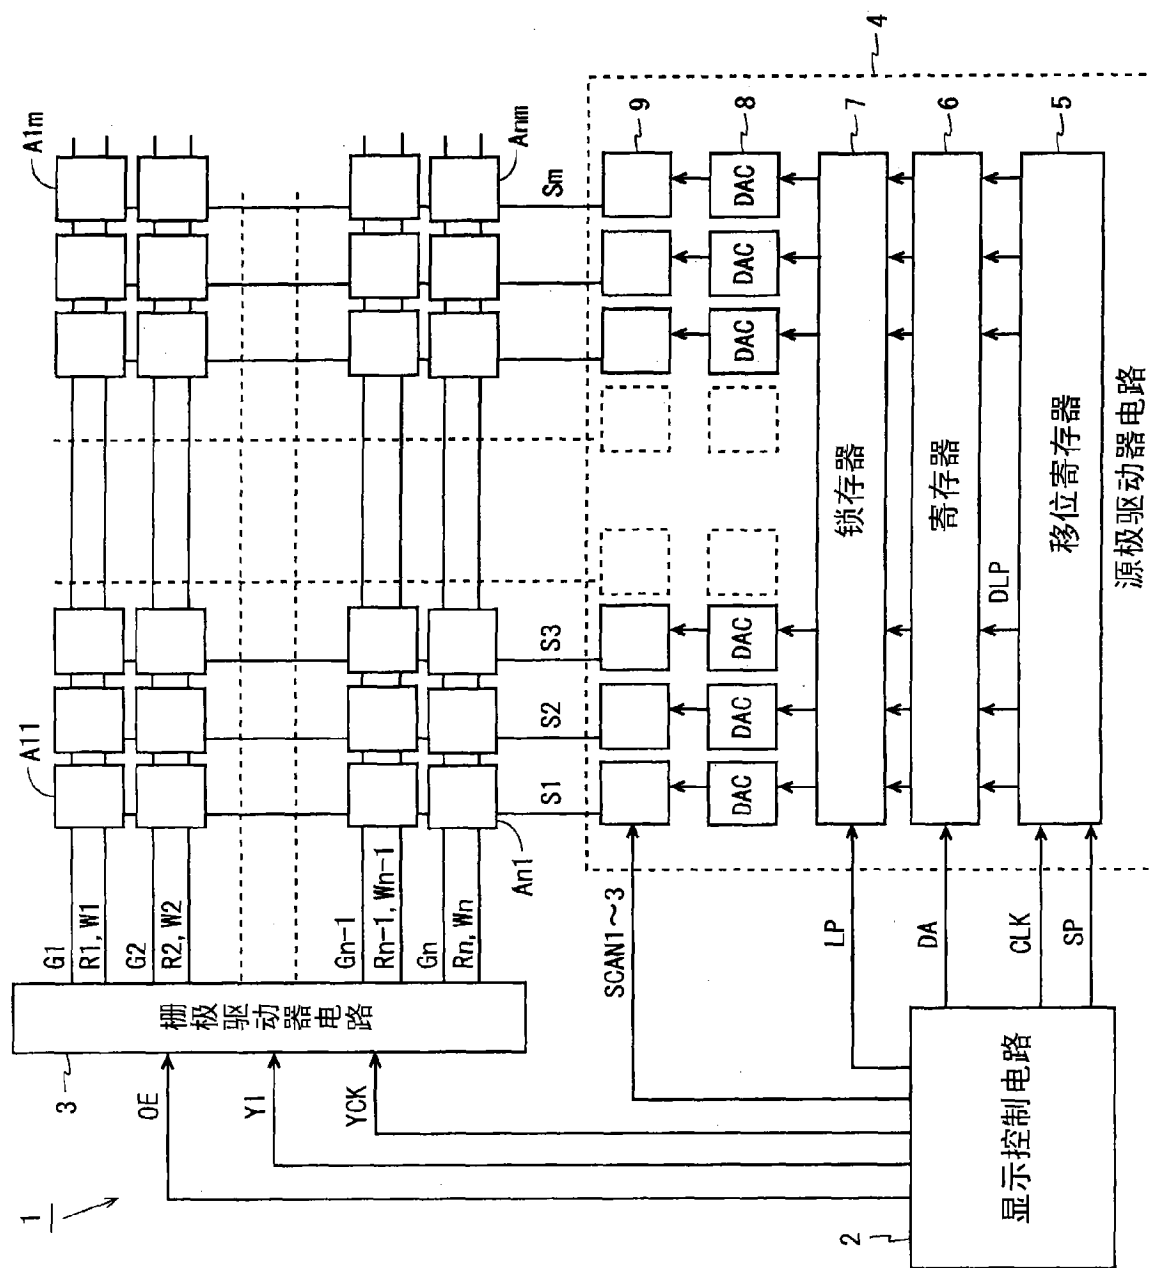 1
2
显示控制电路
3
栅极驱动器电路
OE
YI
YCK
G1
R1, W1
G2
R2, W2
Gn-1
Rn-1, Wn-1
Gn
Rn, Wn
A11
A1m
An1
Anm
S1
S2
S3
Sm
SCAN1~3
LP
DA
CLK
SP
4
9
DAC
DAC
DAC
DAC
DAC
DAC
8
锁存器
7
寄存器
6
DLP
移位寄存器
5
源极驱动器电路